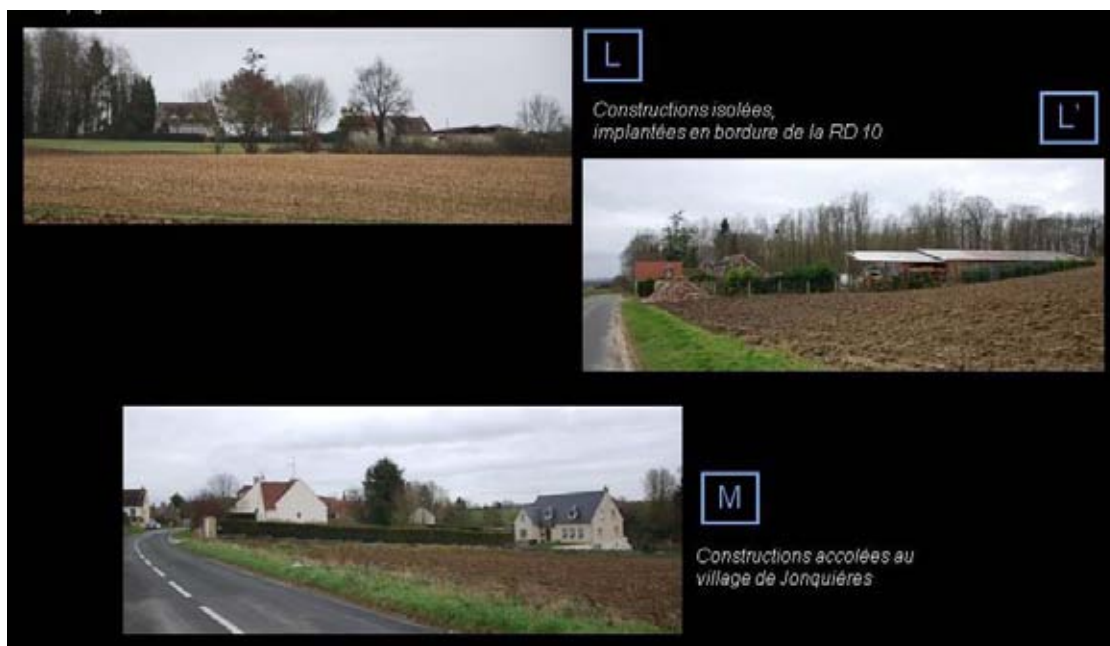 L
Constructions isolées,
implantées en bordure de la RD 10
L'
M
Constructions accolées au
village de Jonquières